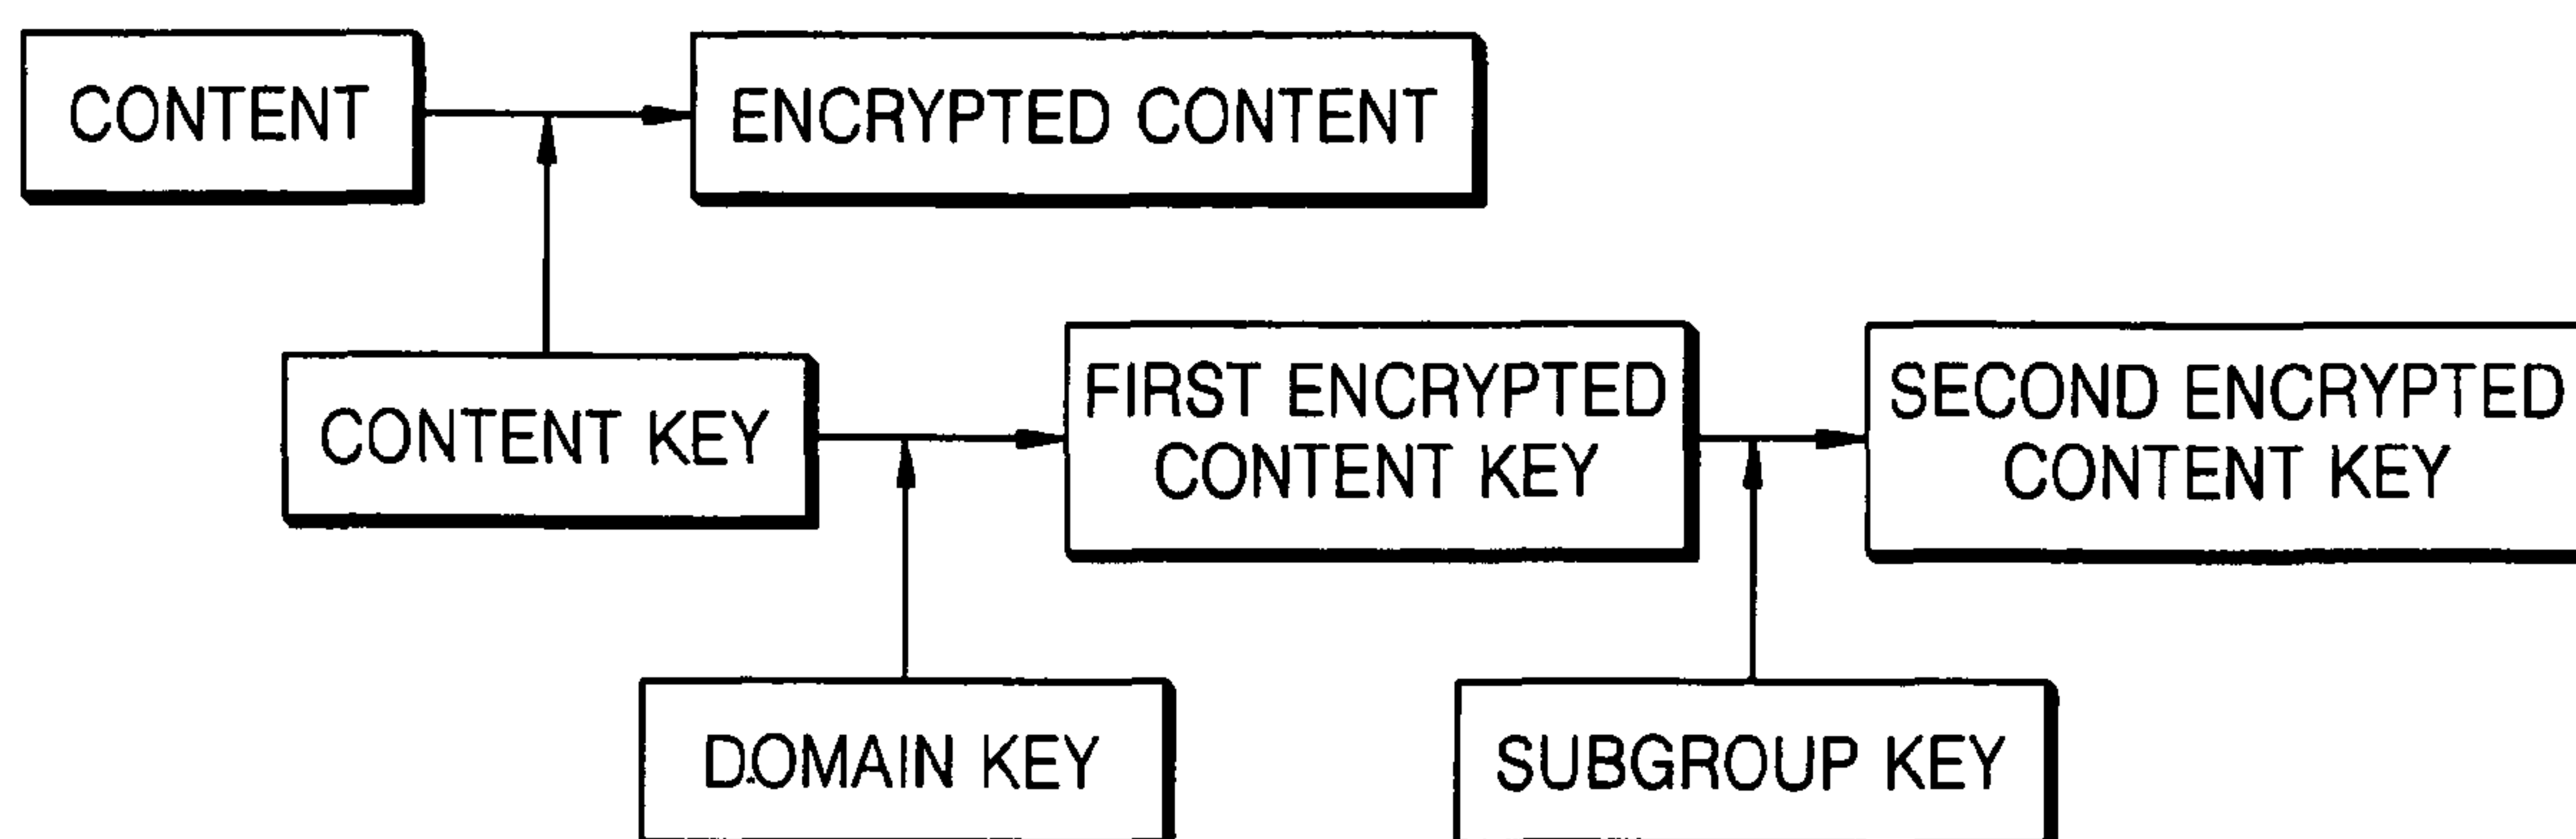 CONTENT
ENCRYPTED CONTENT
CONTENT KEY
FIRST ENCRYPTED
CONTENT KEY
SECOND ENCRYPTED
CONTENT KEY
DOMAIN KEY
SUBGROUP KEY